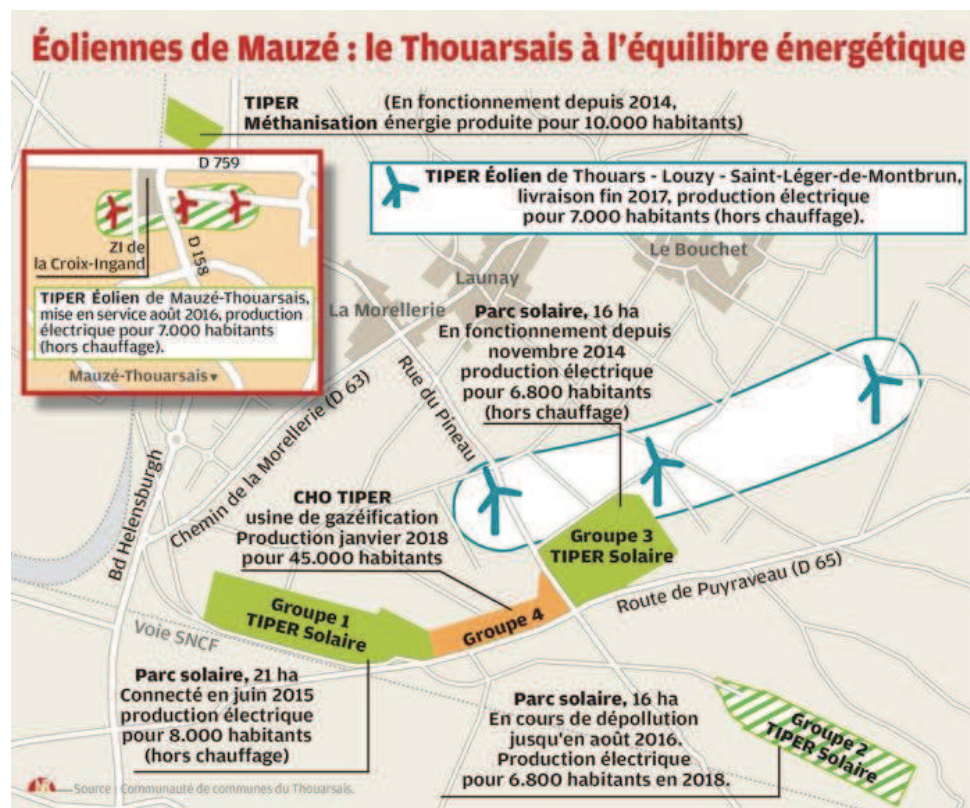 Éoliennes de Mauzé : le Thouarsais à l'équilibre énergétique
TIPER (En fonctionnement depuis 2014,
Méthanisation énergie produite pour 10.000 habitants)
D 759
ZI de
la Croix-Ingand
D 158
TIPER Éolien de Mauzé-Thouarsais,
mise en service août 2016, production
électrique pour 7.000 habitants
(hors chauffage).
Mauzé-Thouarsais
TIPER Éolien de Thouars - Louzy - Saint-Léger-de-Montbrun,
livraison fin 2017, production électrique
pour 7.000 habitants (hors chauffage).
Le Bouchet
Launay
La Morellerie
Parc solaire, 16 ha
En fonctionnement depuis
novembre 2014
production électrique
pour 6.800 habitants
(hors chauffage)
Rue du Pineau
Chemin de la Morellerie (D 63)
Bd Helensburgh
CHO TIPER
usine de gazéification
Production janvier 2018
pour 45.000 habitants
Groupe 3
TIPER Solaire
Route de Puyraveau (D 65)
Groupe 1
TIPER Solaire
Groupe 4
Voie SNCF
Parc solaire, 21 ha
Connecté en juin 2015
production électrique
pour 8.000 habitants
(hors chauffage)
Parc solaire, 16 ha
En cours de dépollution
jusqu'en août 2016.
Production électrique
pour 6.800 habitants en 2018.
Groupe 2
TIPER Solaire
Source : Communauté de communes du Thouarsais.